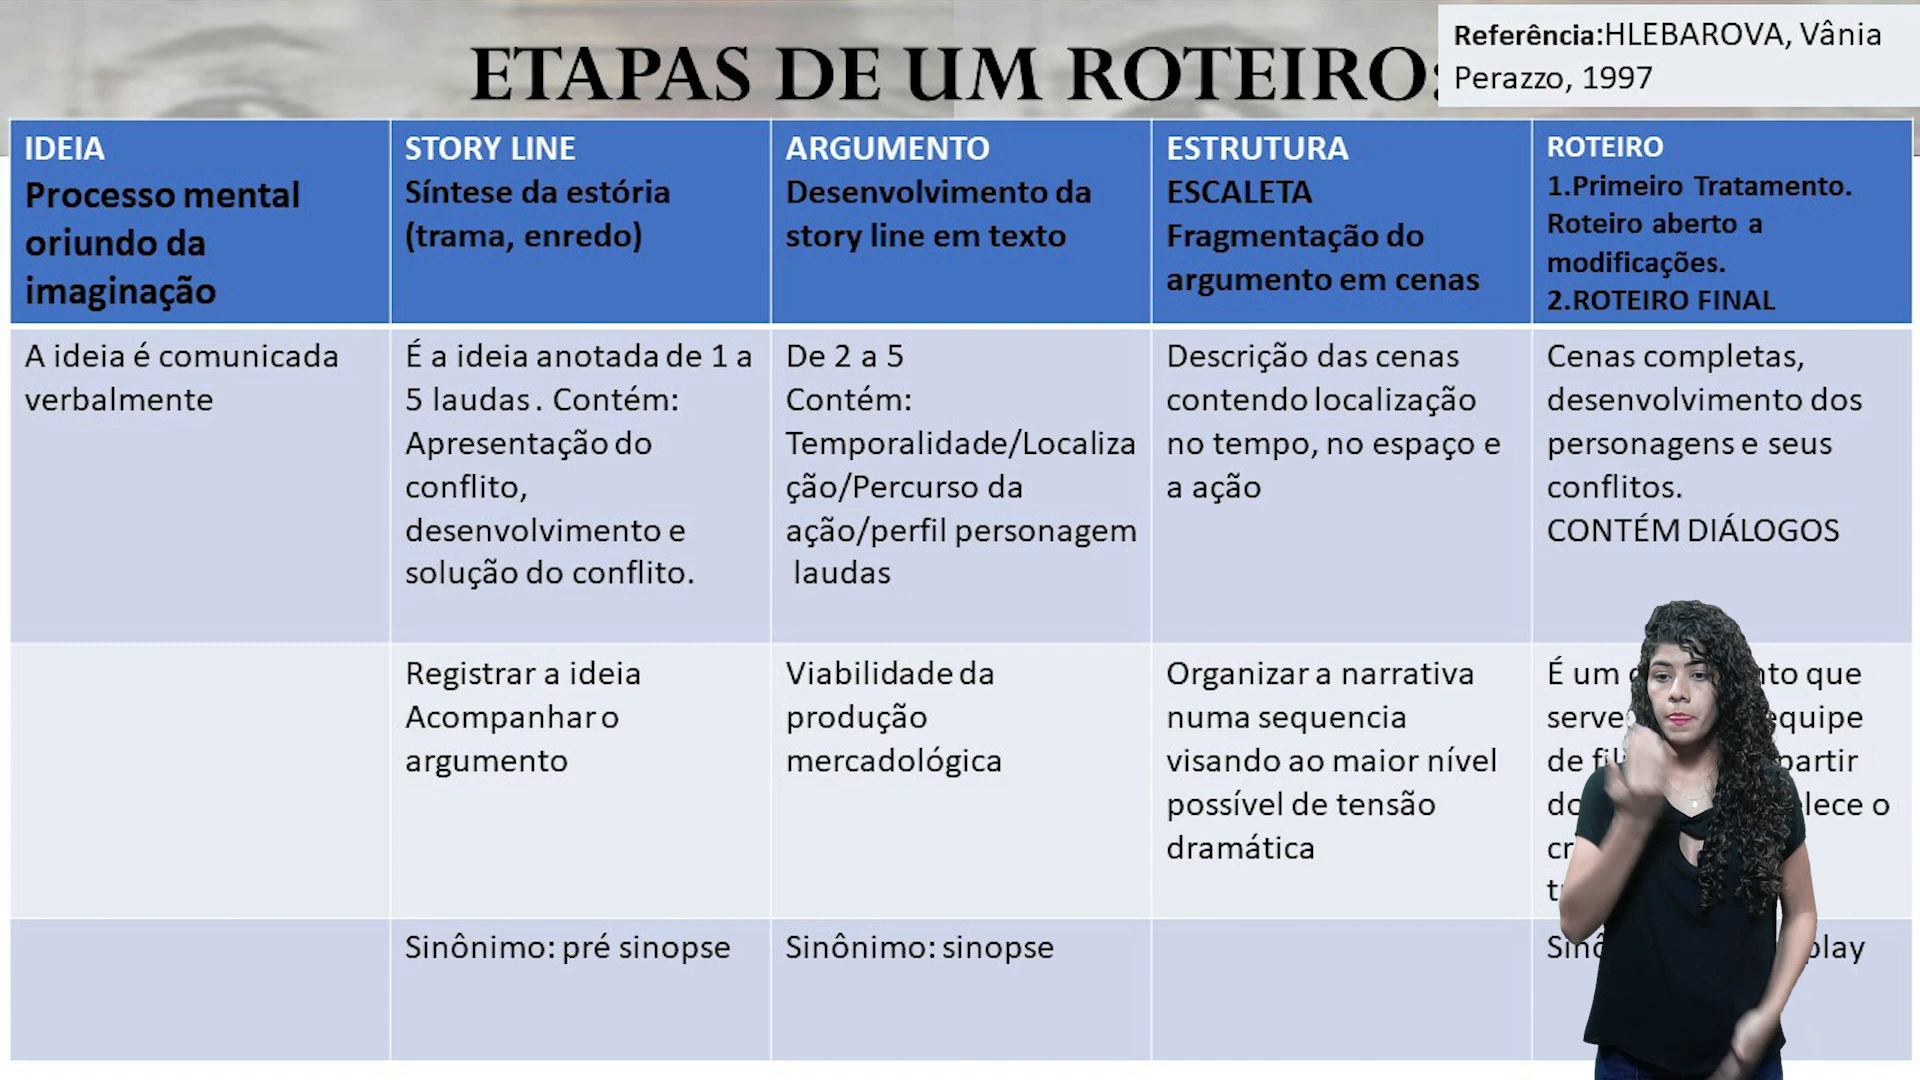 ETAPAS DE UM ROTEIRO:
Referência:HLEBAROVA, Vânia
Perazzo, 1997
IDEIA
Processo mental
oriundo da
imaginação
STORY LINE
Síntese da estória
(trama, enredo)
ARGUMENTO
Desenvolvimento da
story line em texto
ESTRUTURA
ESCALETA
Fragmentação do
argumento em cenas
ROTEIRO
1.Primeiro Tratamento.
Roteiro aberto a
modificações.
2.ROTEIRO FINAL
A ideia é comunicada
verbalmente
É a ideia anotada de 1 a
5 laudas. Contém:
Apresentação do
conflito,
desenvolvimento e
solução do conflito.
De 2 a 5
Contém:
Temporalidade/Localiza
ção/Percurso da
ação/perfil personagem
laudas
Descrição das cenas
contendo localização
no tempo, no espaço e
a ação
Cenas completas,
desenvolvimento dos
personagens e seus
conflitos.
CONTÉM DIÁLOGOS
Registrar a ideia
Acompanhar o
argumento
Viabilidade da
produção
mercadológica
Organizar a narrativa
numa sequencia
visando ao maior nível
possível de tensão
dramática
É um que
serve equipe
de partir
o
Sinônimo: pré sinopse
Sinônimo: sinopse